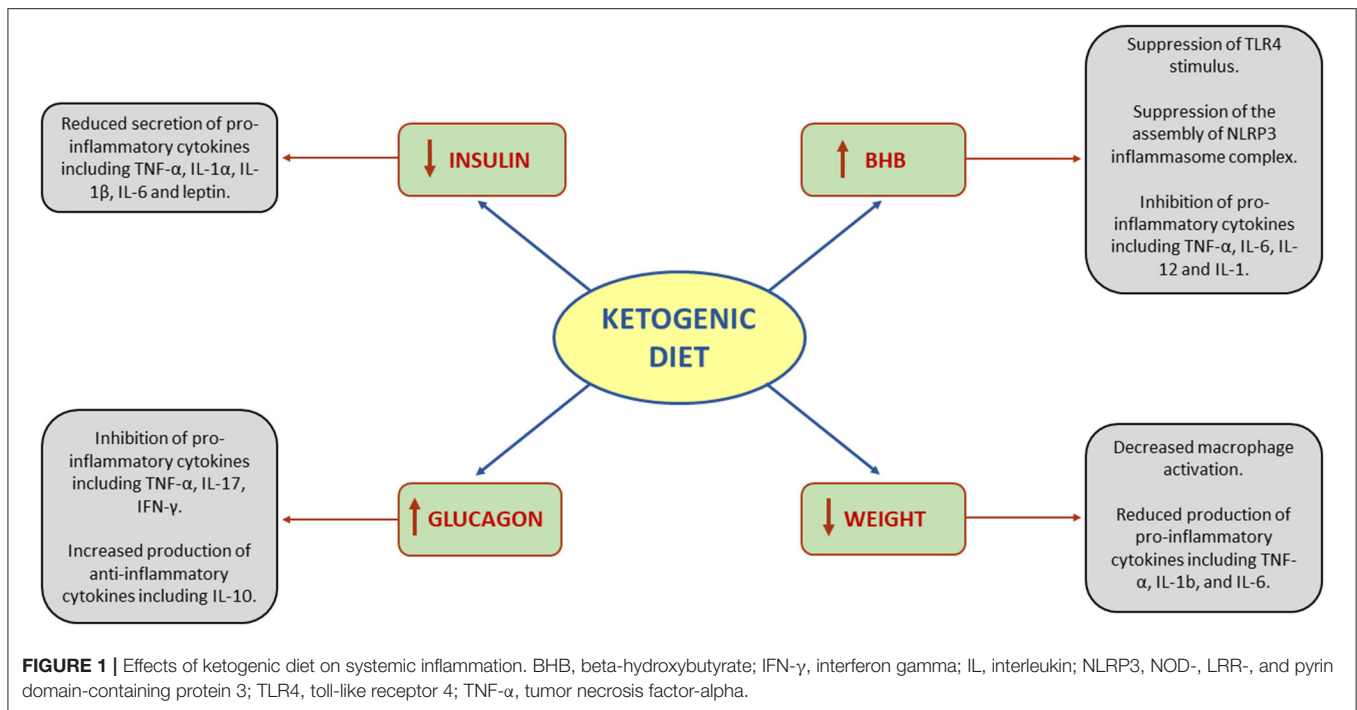 Reduced secretion of pro-
inflammatory cytokines
including TNF-α, IL-1α, IL-
1β, IL-6 and leptin.
INSULIN
BHB
Suppression of TLR4
stimulus.
Suppression of the
assembly of NLRP3
inflammasome complex.
Inhibition of pro-
inflammatory cytokines
including TNF-α, IL-6, IL-
12 and IL-1.
KETOGENIC
DIET
Inhibition of pro-
inflammatory cytokines
including TNF-α, IL-17,
IFN-γ.
Increased production of
anti-inflammatory
cytokines including IL-10.
GLUCAGON
WEIGHT
Decreased macrophage
activation.
Reduced production of
pro-inflammatory
cytokines including TNF-
α, IL-1b, and IL-6.
FIGURE 1 | Effects of ketogenic diet on systemic inflammation. BHB, beta-hydroxybutyrate; IFN-γ, interferon gamma; IL, interleukin; NLRP3, NOD-, LRR-, and pyrin
domain-containing protein 3; TLR4, toll-like receptor 4; TNF-α, tumor necrosis factor-alpha.